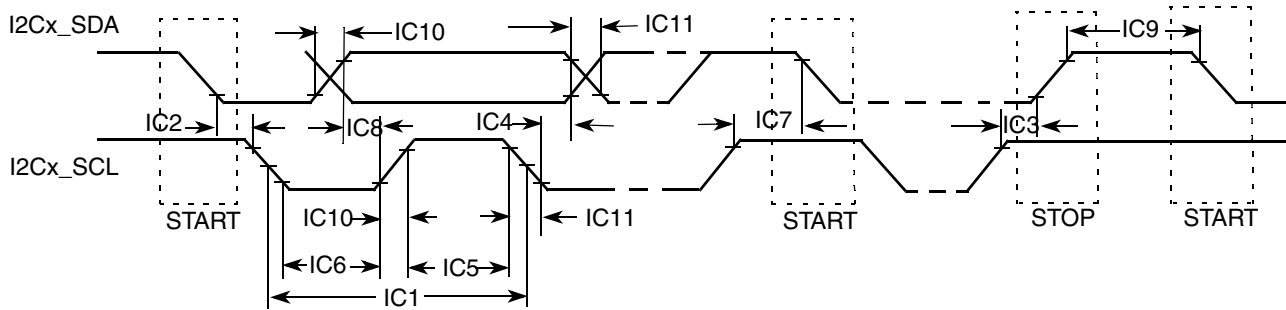 I2Cx_SDA
IC10
IC11
IC9
IC2
IC8
IC4
IC7
IC3
I2Cx_SCL
START
IC10
IC11
START
STOP
START
IC6
IC5
IC1